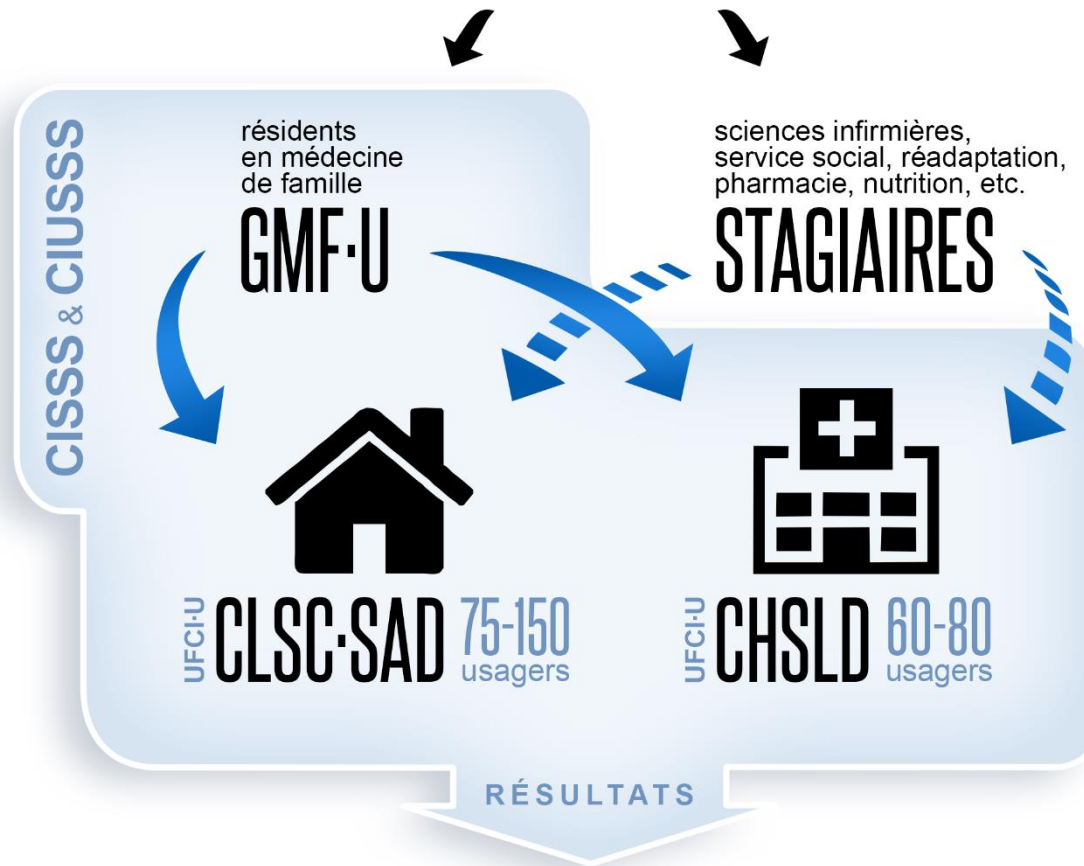 CISSS & CIUSSS
résidents
en médecine
de famille
GMF·U
sciences infirmières,
service social, réadaptation,
pharmacie, nutrition, etc.
STAGIAIRES
UFCI-U
CLSC·SAD
75-150
usagers
UFCI-U
CHSLD
60-80
usagers
RÉSULTATS